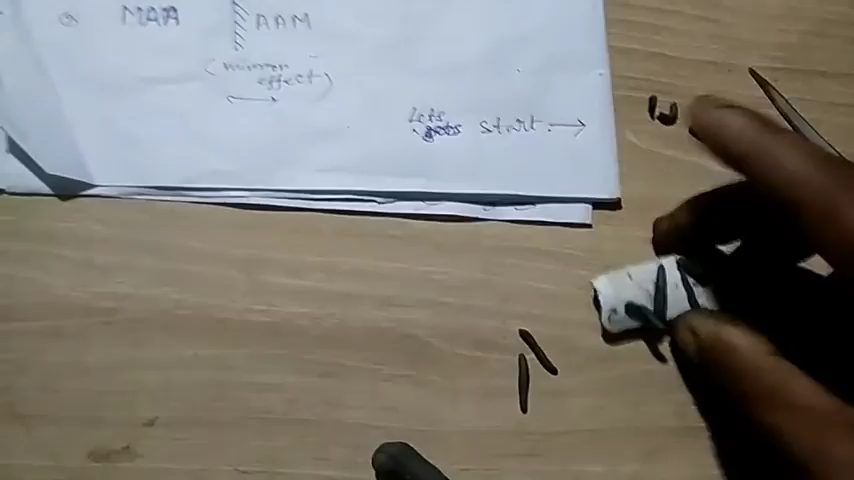 MAA AAM
(mirror
effect)
Lets start →